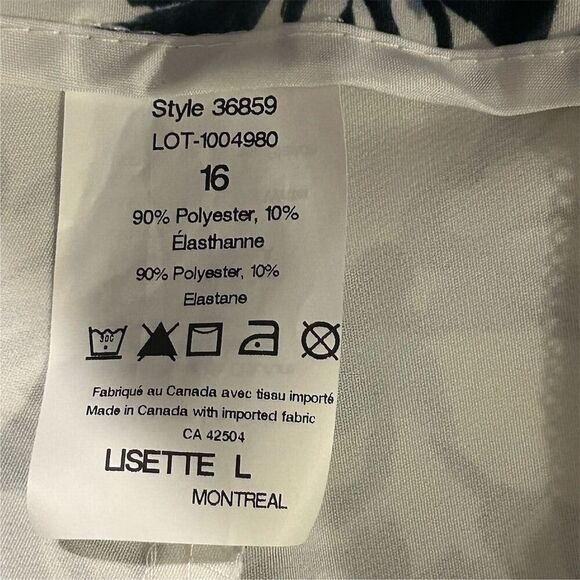 Style 36859
LOT-1004980
16
90% Polyester, 10%
Élasthanne
90% Polyester, 10%
Elastane
30C
Fabriqué au Canada avec tissu importé
Made in Canada with imported fabric
CA 42504
LISETTE L
MONTREAL